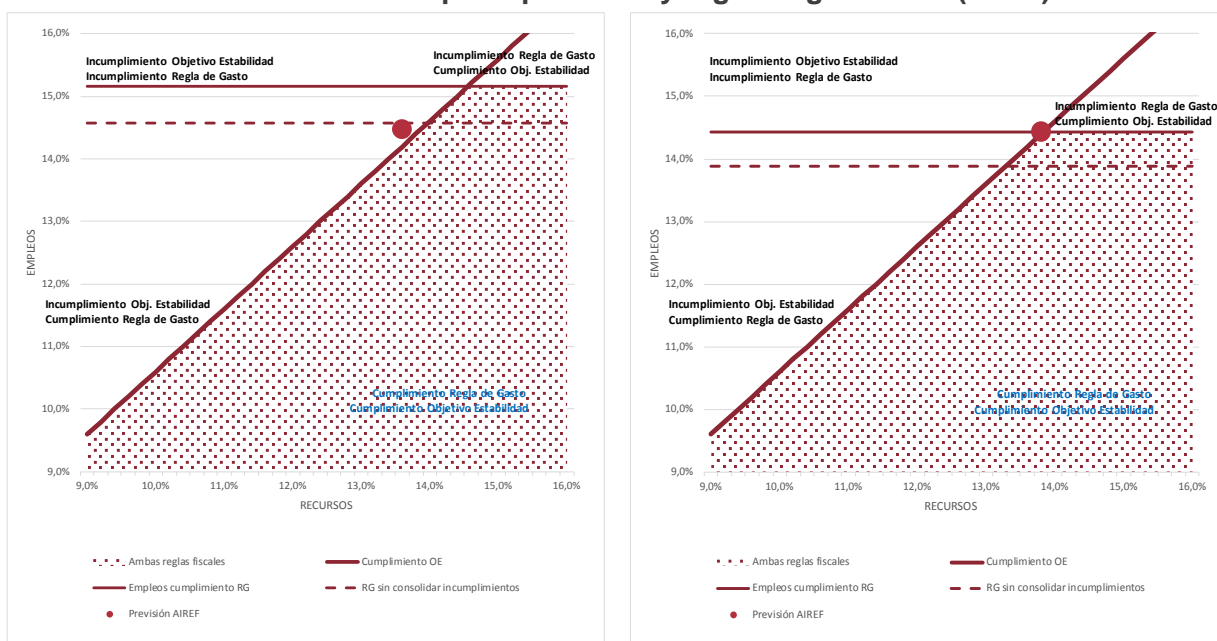 16,0%
Incumplimiento Objetivo Estabilidad
Incumplimiento Regla de Gasto
Incumplimiento Regla de Gasto
Cumplimiento Obj. Estabilidad
15,0%
14,0%
13,0%
EMPLEOS
12,0%
Incumplimiento Obj. Estabilidad
Cumplimiento Regla de Gasto
11,0%
Cumplimiento Regla de Gasto
Cumplimiento Objetivo Estabilidad
10,0%
9,0%
9,0% 10,0% 11,0% 12,0% 13,0% 14,0% 15,0% 16,0%
RECURSOS
Ambas reglas fiscales
Cumplimiento OE
Empleos cumplimiento RG
RG sin consolidar incumplimientos
Previsión AIREF
16,0%
Incumplimiento Objetivo Estabilidad
Incumplimiento Regla de Gasto
15,0%
Incumplimiento Regla de Gasto
Cumplimiento Obj. Estabilidad
14,0%
13,0%
EMPLEOS
12,0%
Incumplimiento Obj. Estabilidad
Cumplimiento Regla de Gasto
11,0%
Cumplimiento Regla de Gasto
Cumplimiento Objetivo Estabilidad
10,0%
9,0%
9,0% 10,0% 11,0% 12,0% 13,0% 14,0% 15,0% 16,0%
RECURSOS
Ambas reglas fiscales
Cumplimiento OE
Empleos cumplimiento RG
RG sin consolidar incumplimientos
Previsión AIREF